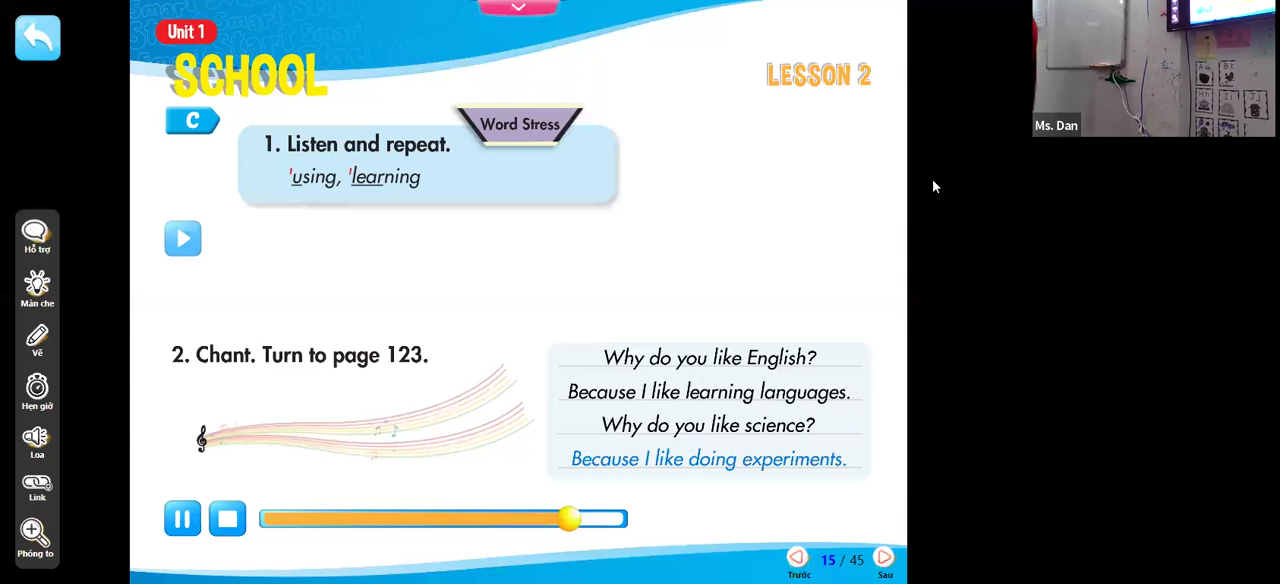 Unit 1
SCHOOL
LESSON 2
C
Word Stress
1. Listen and repeat.
'using, 'learning
2. Chant. Turn to page 123.
Why do you like English?
Because I like learning languages.
Why do you like science?
Because I like doing experiments.
Hỗ trợ
Màn che
Vẽ
Hẹn giờ
Loa
Link
Phóng to
Trước
15 / 45
Sau
Ms. Dan